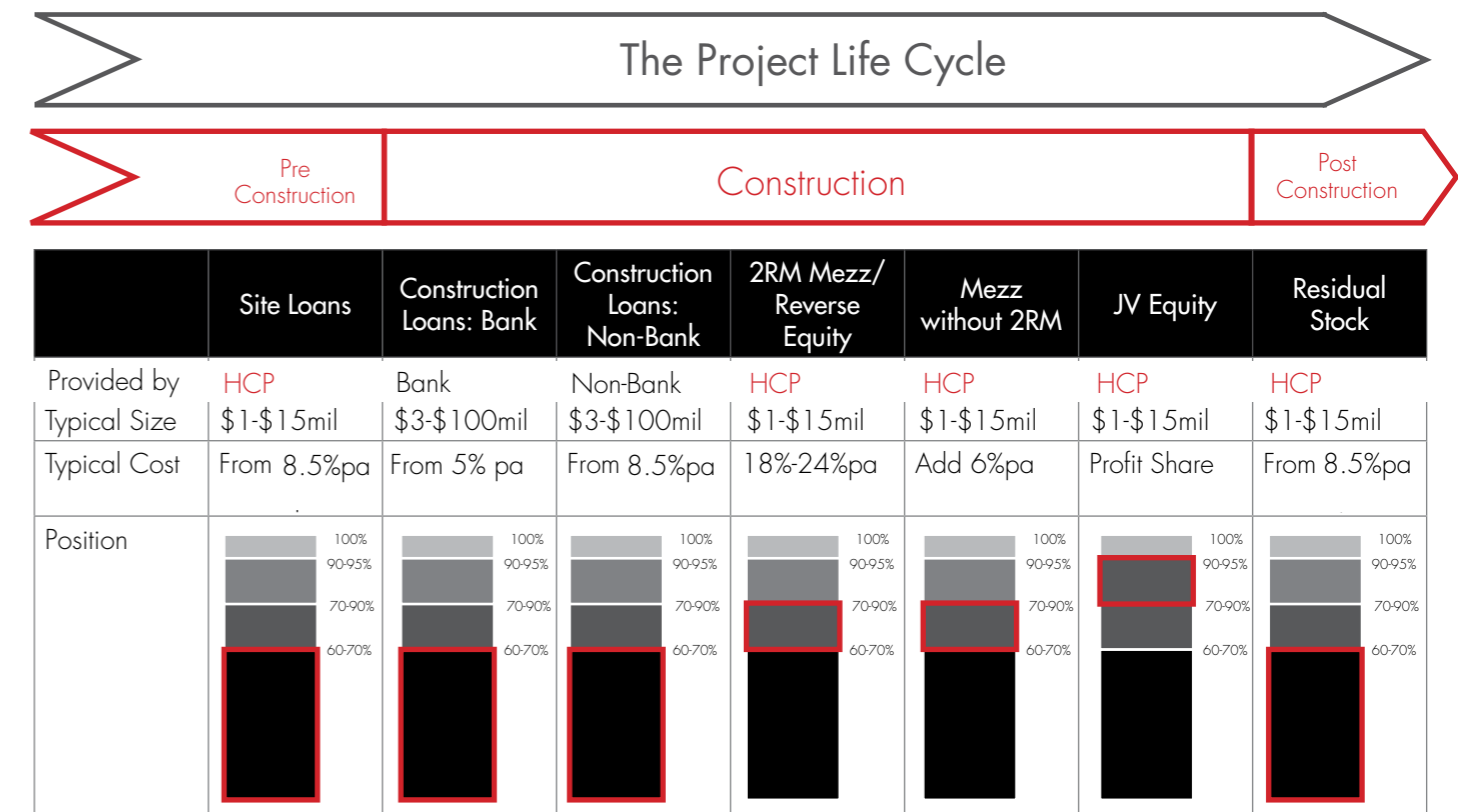 The Project Life Cycle
Pre
Construction
Construction
Post
Construction
Site Loans
Construction
Loans: Bank
Construction
Loans:
Non-Bank
2RM Mezz/
Reverse
Equity
Mezz
without 2RM
JV Equity
Residual
Stock
Provided by
HCP
Bank
Non-Bank
HCP
HCP
HCP
HCP
Typical Size
$1-$15mil
$3-$100mil
$3-$100mil
$1-$15mil
$1-$15mil
$1-$15mil
$1-$15mil
Typical Cost
From 8.5%pa
From 5% pa
From 8.5%pa
18%-24%pa
Add 6%pa
Profit Share
From 8.5%pa
Position
100%
90-95%
70-90%
60-70%
100%
90-95%
70-90%
60-70%
100%
90-95%
70-90%
60-70%
100%
90-95%
70-90%
60-70%
100%
90-95%
70-90%
60-70%
100%
90-95%
70-90%
60-70%
100%
90-95%
70-90%
60-70%